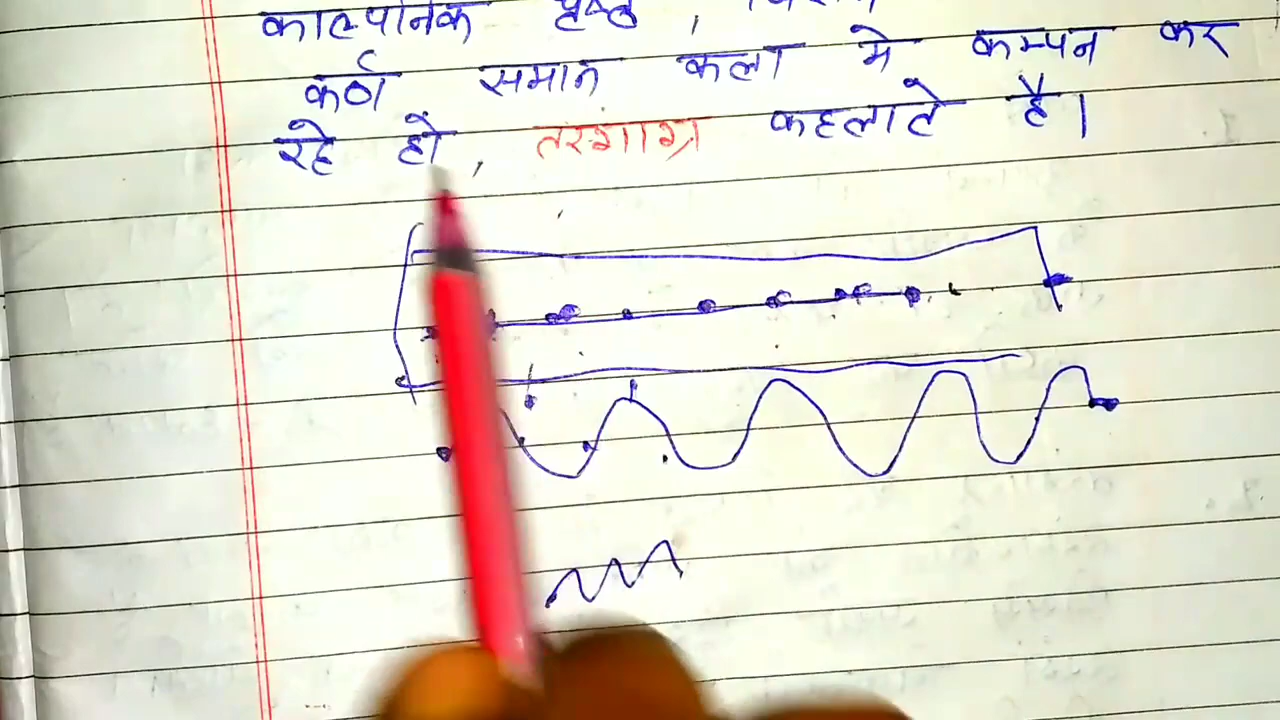 काल्पनिक पृष्ठ,
कण समान कला मे कम्पन कर
रहे हो, तरंगाग्र कहलाते है।